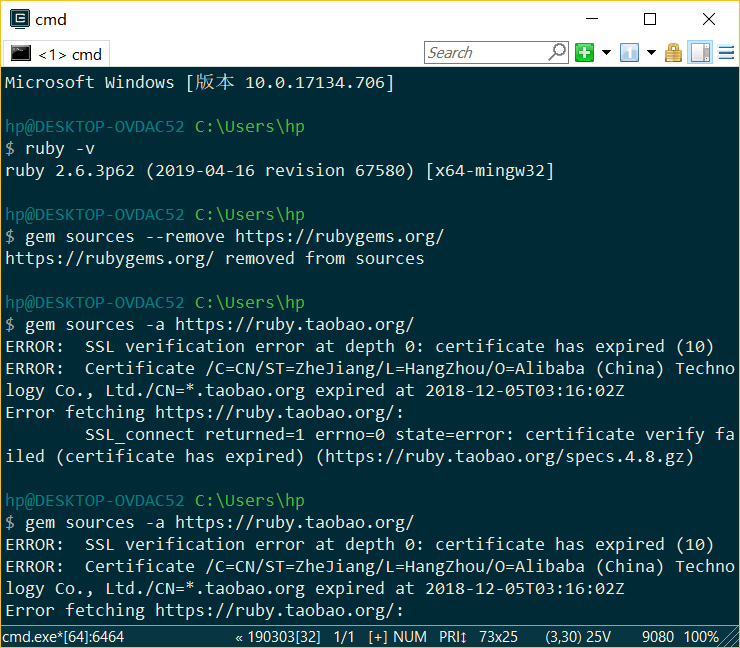 cmd
<1> cmd
Search
Microsoft Windows [版本 10.0.17134.706]
hp@DESKTOP-OVDAC52 C:\Users\hp
$ ruby -v
ruby 2.6.3p62 (2019-04-16 revision 67580) [x64-mingw32]
hp@DESKTOP-OVDAC52 C:\Users\hp
$ gem sources --remove https://rubygems.org/
https://rubygems.org/ removed from sources
hp@DESKTOP-OVDAC52 C:\Users\hp
$ gem sources -a https://ruby.taobao.org/
ERROR:  SSL verification error at depth 0: certificate has expired (10)
ERROR:  Certificate /C=CN/ST=ZheJiang/L=HangZhou/O=Alibaba (China) Techno
logy Co., Ltd./CN=*.taobao.org expired at 2018-12-05T03:16:02Z
Error fetching https://ruby.taobao.org/:
SSL_connect returned=1 errno=0 state=error: certificate verify fa
iled (certificate has expired) (https://ruby.taobao.org/specs.4.8.gz)
hp@DESKTOP-OVDAC52 C:\Users\hp
$ gem sources -a https://ruby.taobao.org/
ERROR:  SSL verification error at depth 0: certificate has expired (10)
ERROR:  Certificate /C=CN/ST=ZheJiang/L=HangZhou/O=Alibaba (China) Techno
logy Co., Ltd./CN=*.taobao.org expired at 2018-12-05T03:16:02Z
Error fetching https://ruby.taobao.org/:
cmd.exe*[64]:6464 « 190303[32] 1/1 [+] NUM PRI↕ 73x25 (3,30) 25V 9080 100%